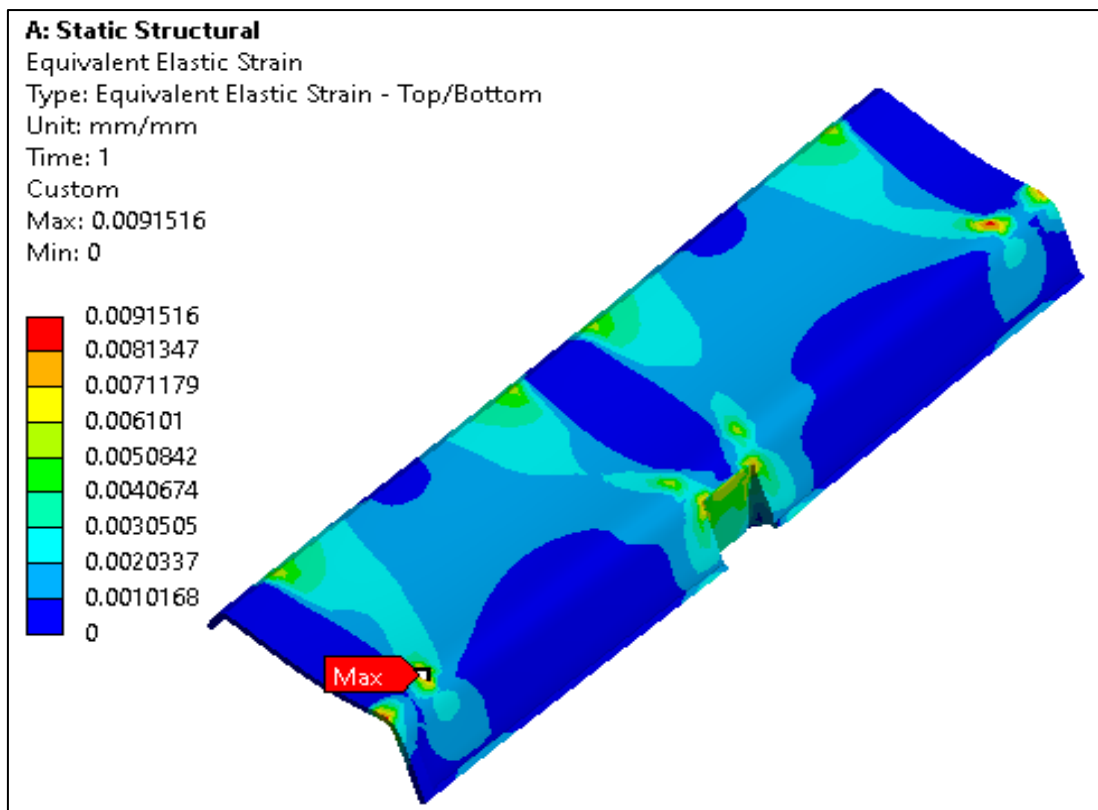 A: Static Structural
Equivalent Elastic Strain
Type: Equivalent Elastic Strain - Top/Bottom
Unit: mm/mm
Time: 1
Custom
Max: 0.0091516
Min: 0
0.0091516
0.0081347
0.0071179
0.006101
0.0050842
0.0040674
0.0030505
0.0020337
0.0010168
0
Max